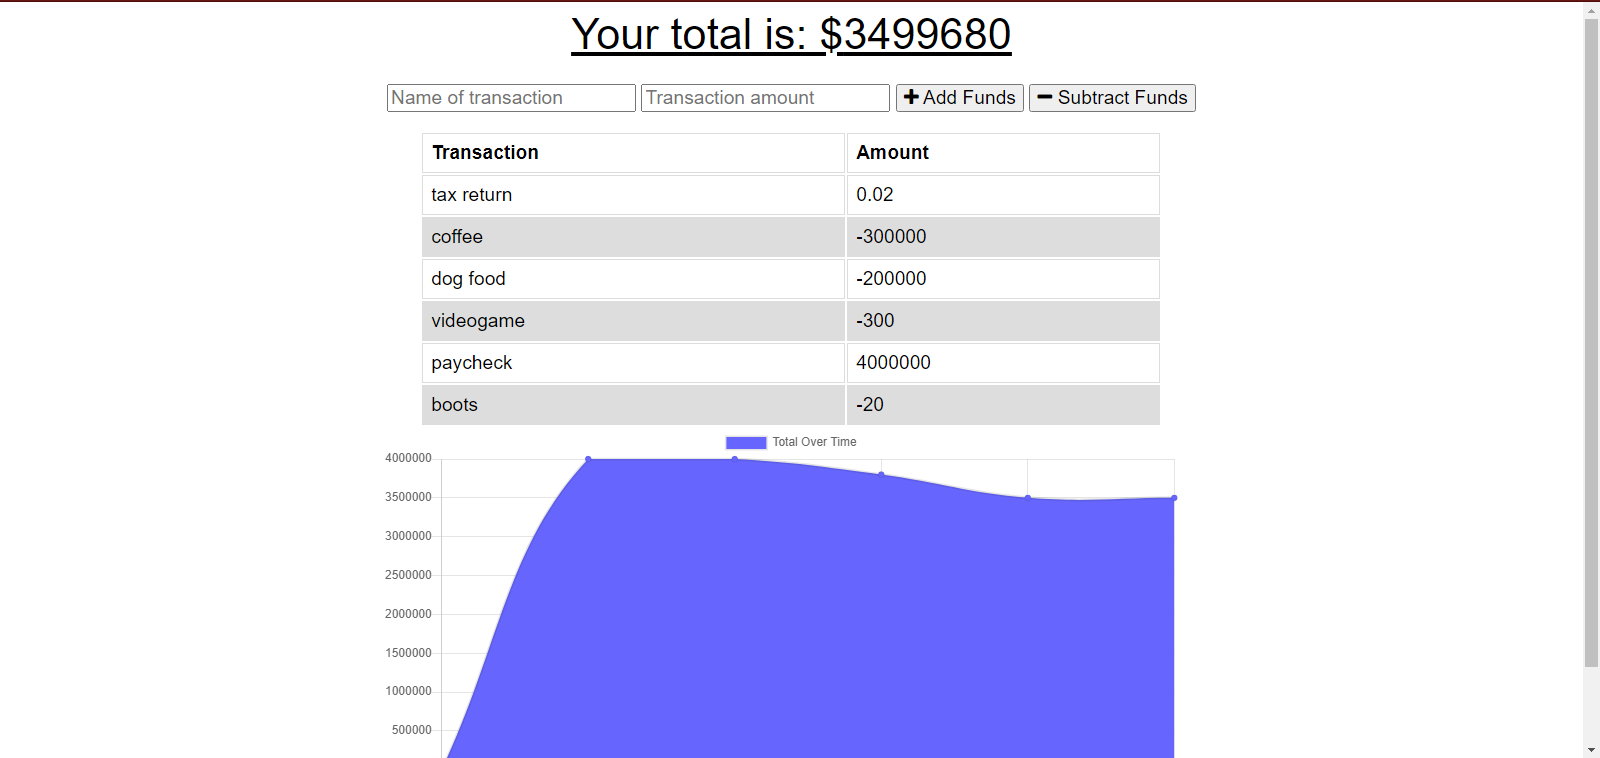 Your total is: $3499680
Name of transaction Transaction amount Add Funds Subtract Funds
Transaction Amount
tax return 0.02
coffee -300000
dog food -200000
videogame -300
paycheck 4000000
boots -20
Total Over Time
4000000
3500000
3000000
2500000
2000000
1500000
1000000
500000